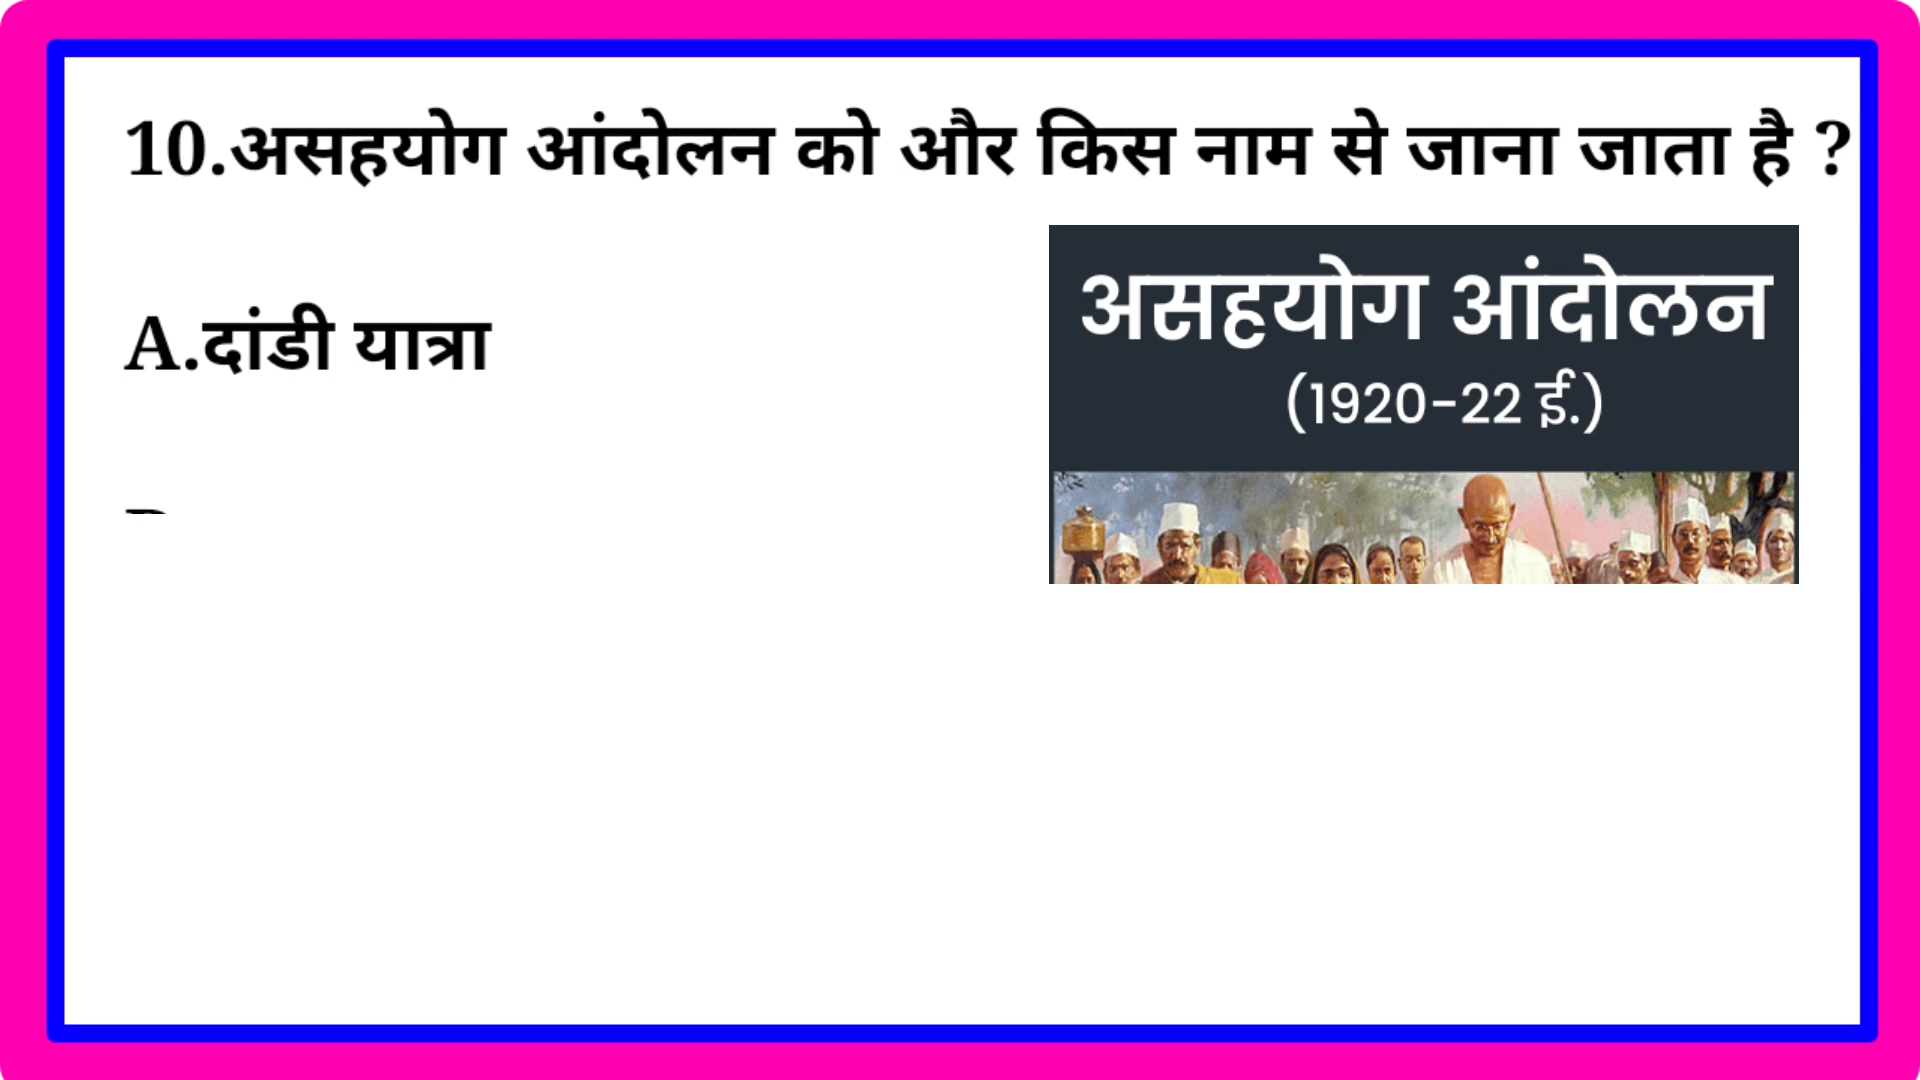 10.असहयोग आंदोलन को और किस नाम से जाना जाता है ?
A.दांडी यात्रा
असहयोग आंदोलन
(1920-22 ई.)